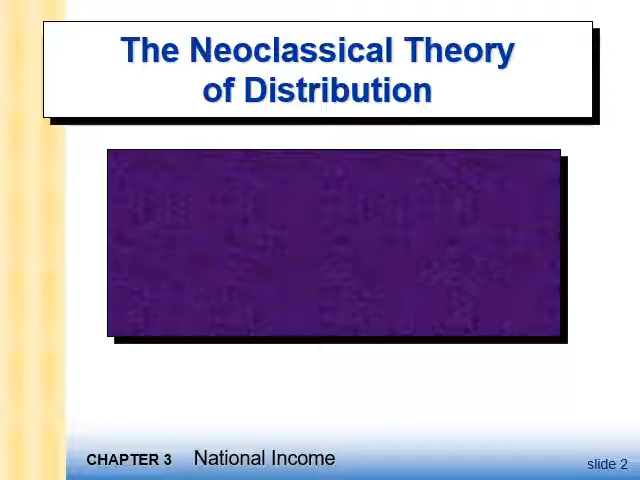 The Neoclassical Theory
of Distribution
CHAPTER 3 National Income
slide 2